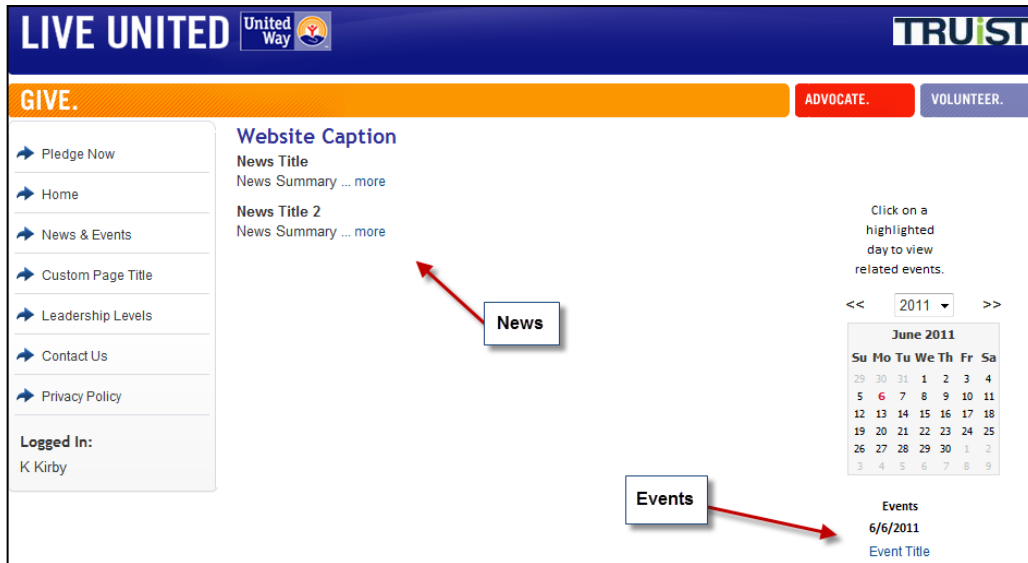 LIVE UNITED
United
Way
TRUiST
GIVE.
ADVOCATE.
VOLUNTEER.
Pledge Now
Home
News & Events
Custom Page Title
Leadership Levels
Contact Us
Privacy Policy
Logged In:
K Kirby
Website Caption
News Title
News Summary ... more
News Title 2
News Summary ... more
News
Click on a
highlighted
day to view
related events.
<< 2011 >>
June 2011
Su Mo Tu We Th Fr Sa
29 30 31 1 2 3 4
5 6 7 8 9 10 11
12 13 14 15 16 17 18
19 20 21 22 23 24 25
26 27 28 29 30 1 2
3 4 5 6 7 8 9
Events
Events
6/6/2011
Event Title